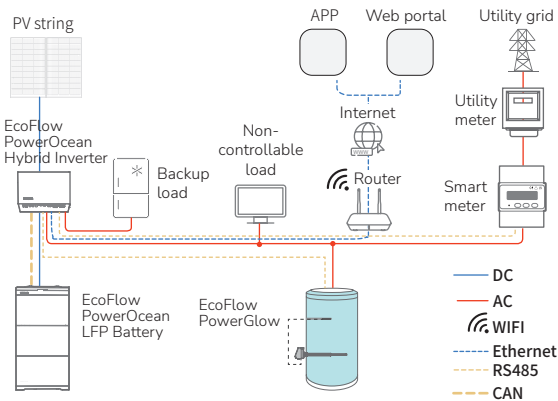 PV string
APP
Web portal
Utility grid
Internet
WWW
Utility
meter
EcoFlow
PowerOcean
Hybrid Inverter
Non-
controllable
load
Backup
load
Router
Smart
meter
EcoFlow
PowerOcean
LFP Battery
EcoFlow
PowerGlow
DC
AC
WIFI
Ethernet
RS485
CAN